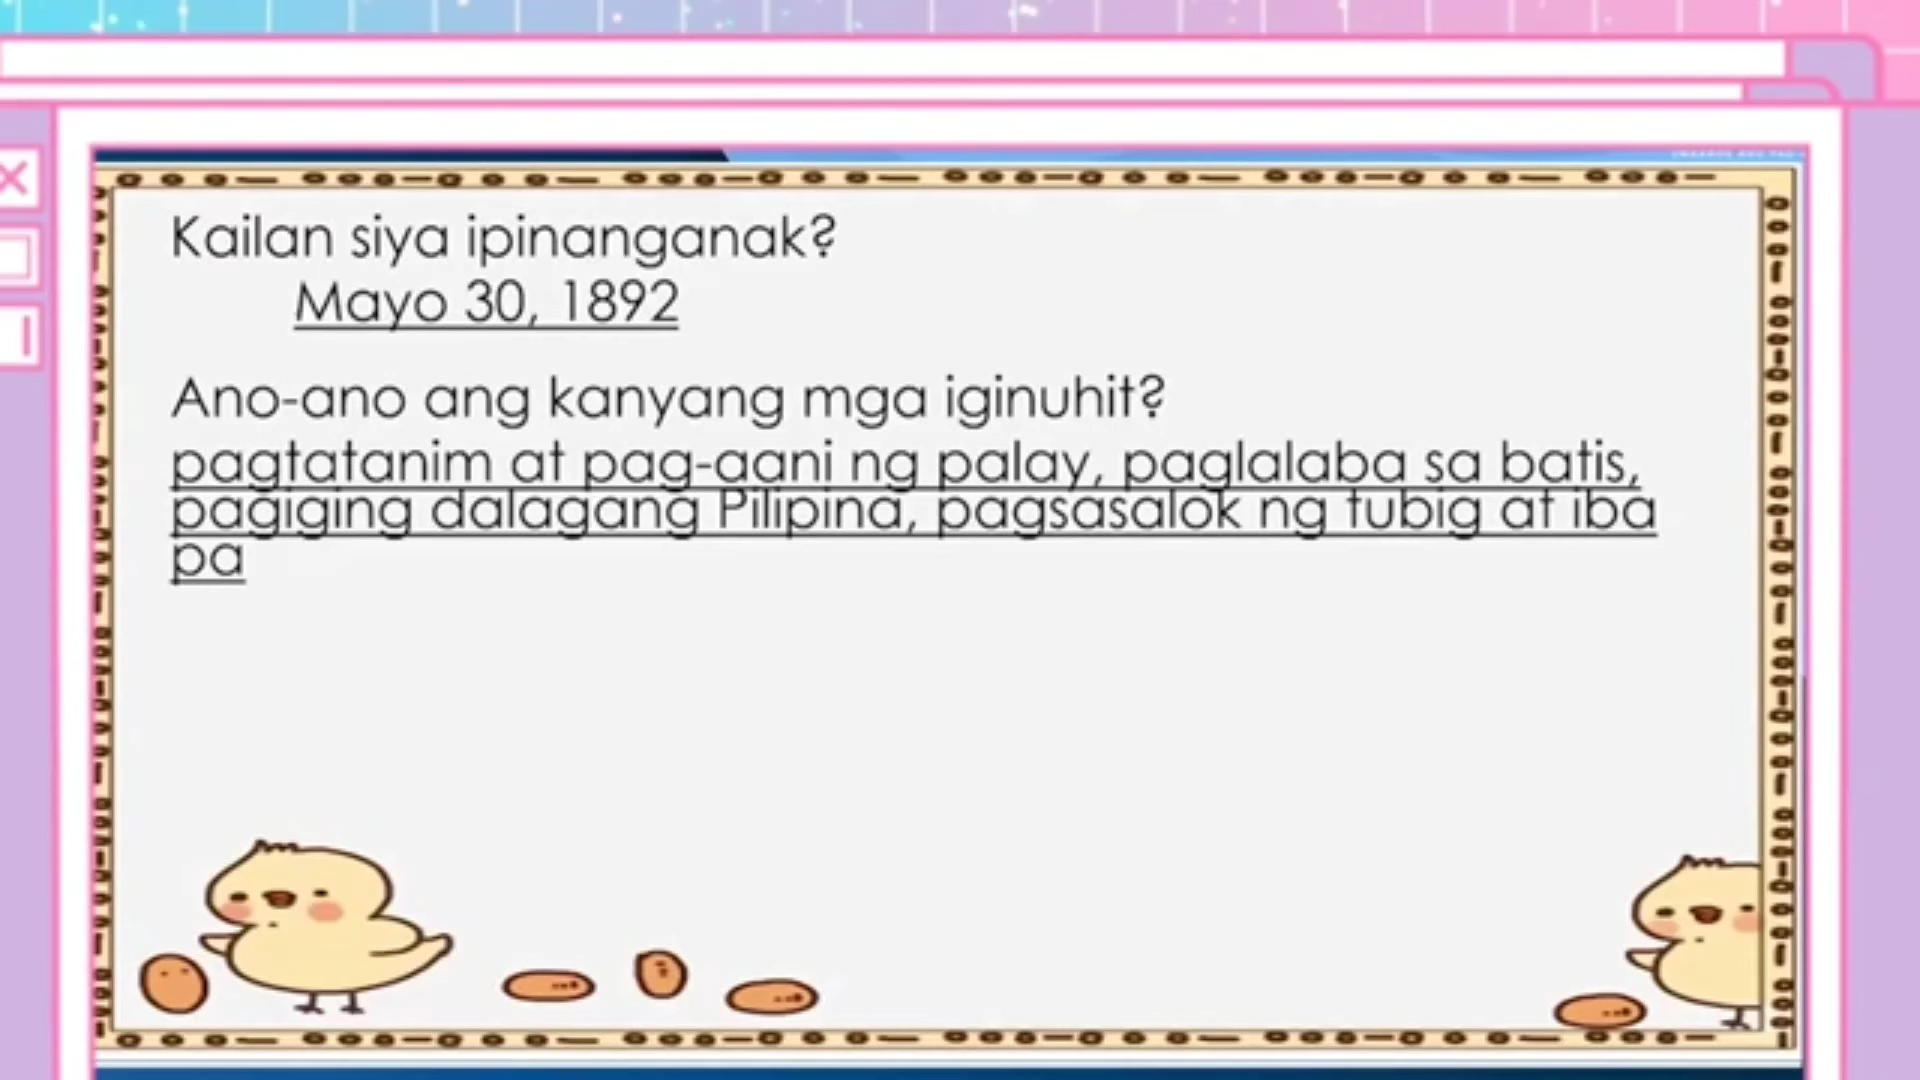 Kailan siya ipinanganak?
Mayo 30, 1892
Ano-ano ang kanyang mga iginuhit?
pagtatanim at pag-aani ng palay, paglalaba sa batis,
pagiging dalagang Pilipina, pagsasalok ng tubig at iba
pa